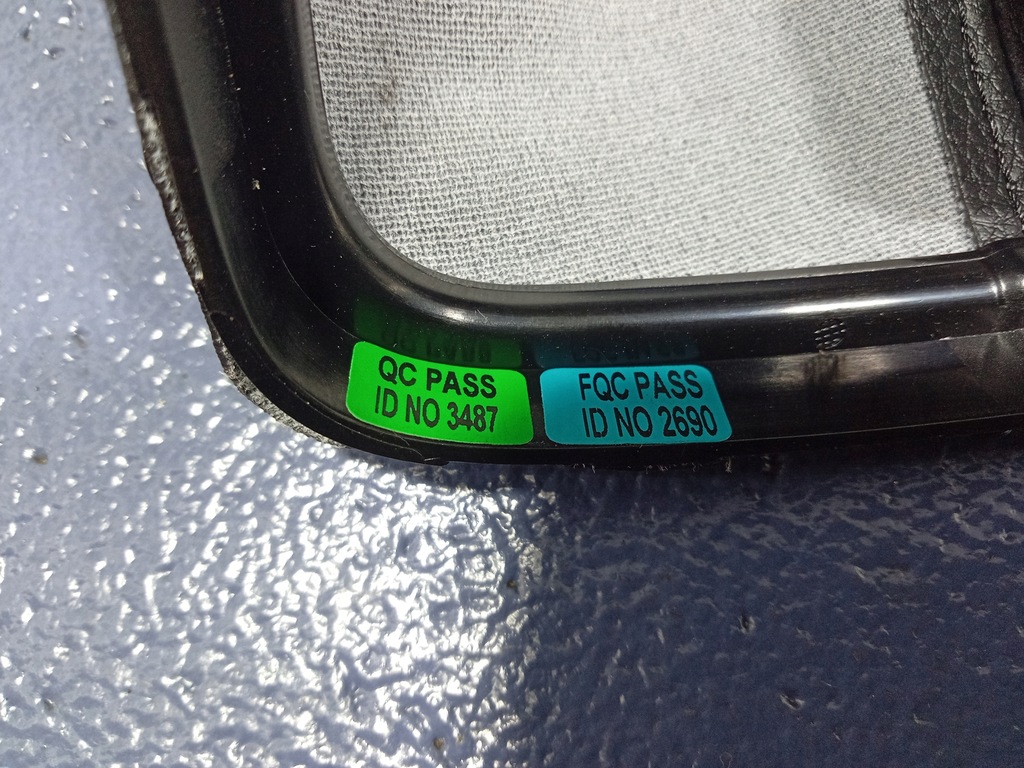 QC PASS
ID NO 3487
FQC PASS
ID NO 2690